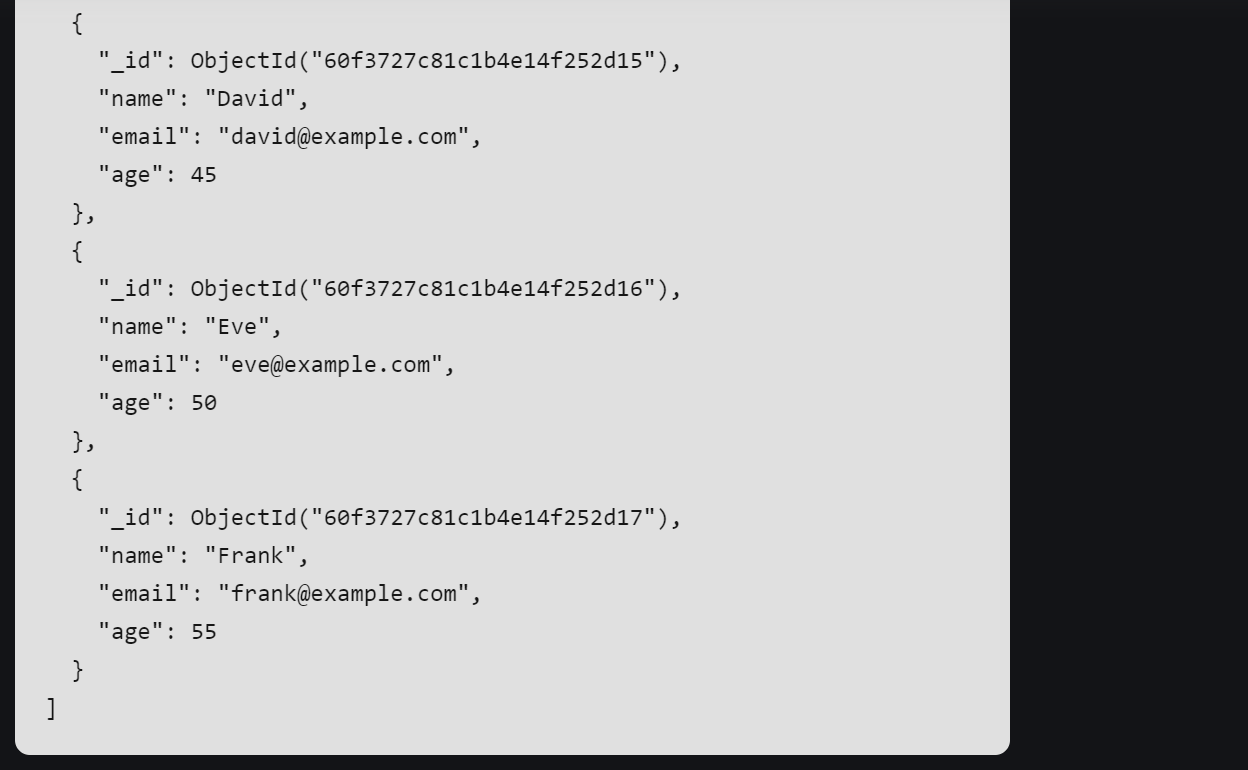 {
"_id": ObjectId("60f3727c81c1b4e14f252d15"),
"name": "David",
"email": "david@example.com",
"age": 45
},
{
"_id": ObjectId("60f3727c81c1b4e14f252d16"),
"name": "Eve",
"email": "eve@example.com",
"age": 50
},
{
"_id": ObjectId("60f3727c81c1b4e14f252d17"),
"name": "Frank",
"email": "frank@example.com",
"age": 55
}
]